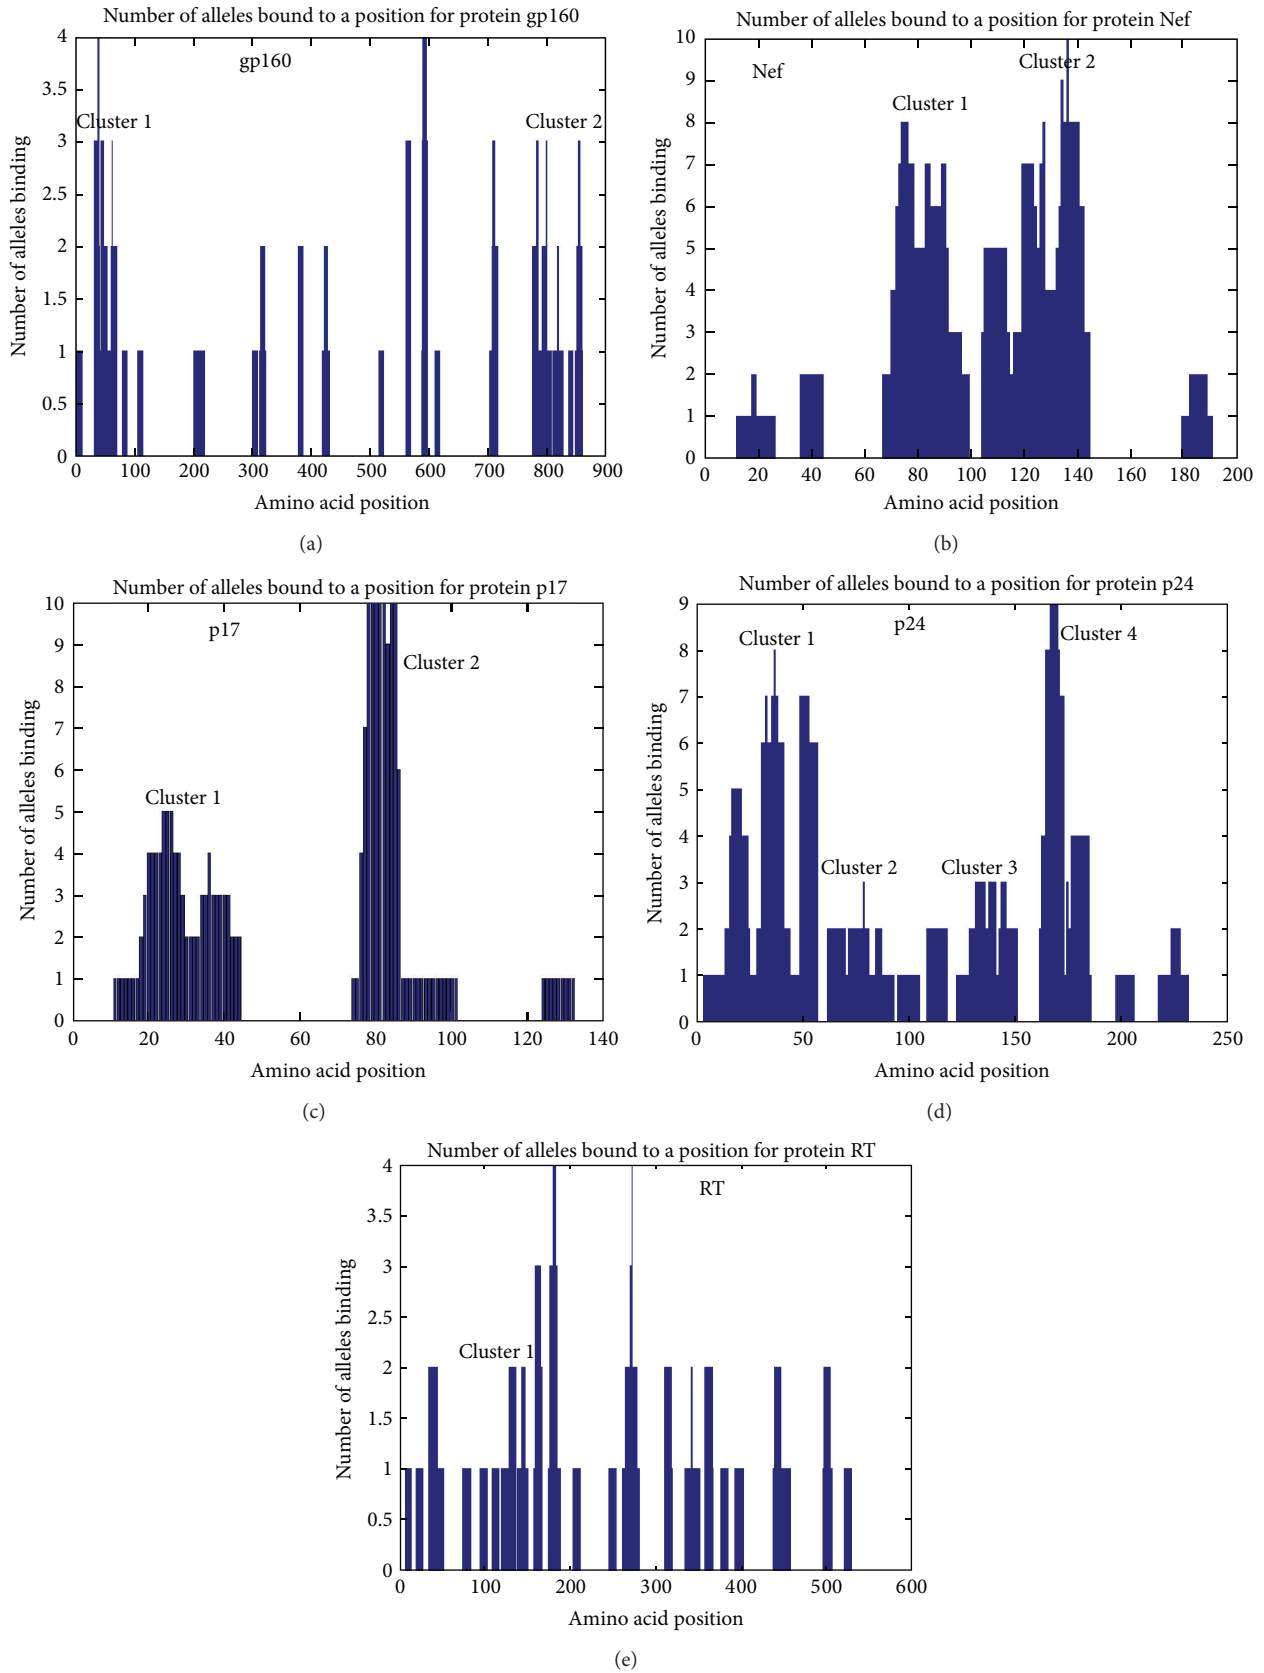 Number of alleles bound to a position for protein gp160
gp160
Cluster 1
Cluster 2
Number of alleles binding
4
3.5
3
2.5
2
1.5
1
0.5
0
0 100 200 300 400 500 600 700 800 900
Amino acid position
(a)
Number of alleles bound to a position for protein Nef
Nef
Cluster 1
Cluster 2
Number of alleles binding
10
9
8
7
6
5
4
3
2
1
0
0 20 40 60 80 100 120 140 160 180 200
Amino acid position
(b)
Number of alleles bound to a position for protein p17
p17
Cluster 1
Cluster 2
Number of alleles binding
10
9
8
7
6
5
4
3
2
1
0
0 20 40 60 80 100 120 140
Amino acid position
(c)
Number of alleles bound to a position for protein p24
p24
Cluster 1
Cluster 2
Cluster 3
Cluster 4
Number of alleles binding
9
8
7
6
5
4
3
2
1
0
0 50 100 150 200 250
Amino acid position
(d)
Number of alleles bound to a position for protein RT
RT
Cluster 1
Number of alleles binding
4
3.5
3
2.5
2
1.5
1
0.5
0
0 100 200 300 400 500 600
Amino acid position
(e)